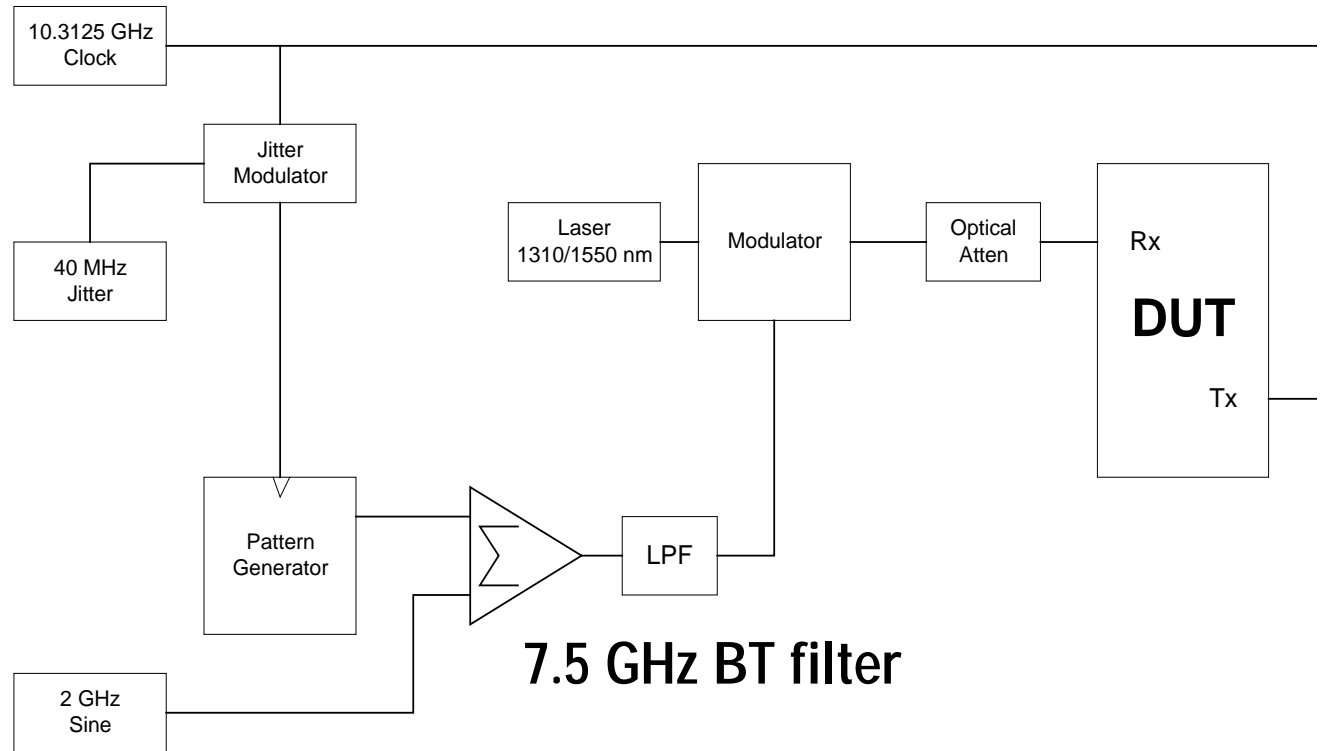 10.3125 GHz
Clock
Jitter
Modulator
40 MHz
Jitter
Laser
1310/1550 nm
Modulator
Optical
Atten
Rx
DUT
Tx
Pattern
Generator
∑
LPF
7.5 GHz BT filter
2 GHz
Sine